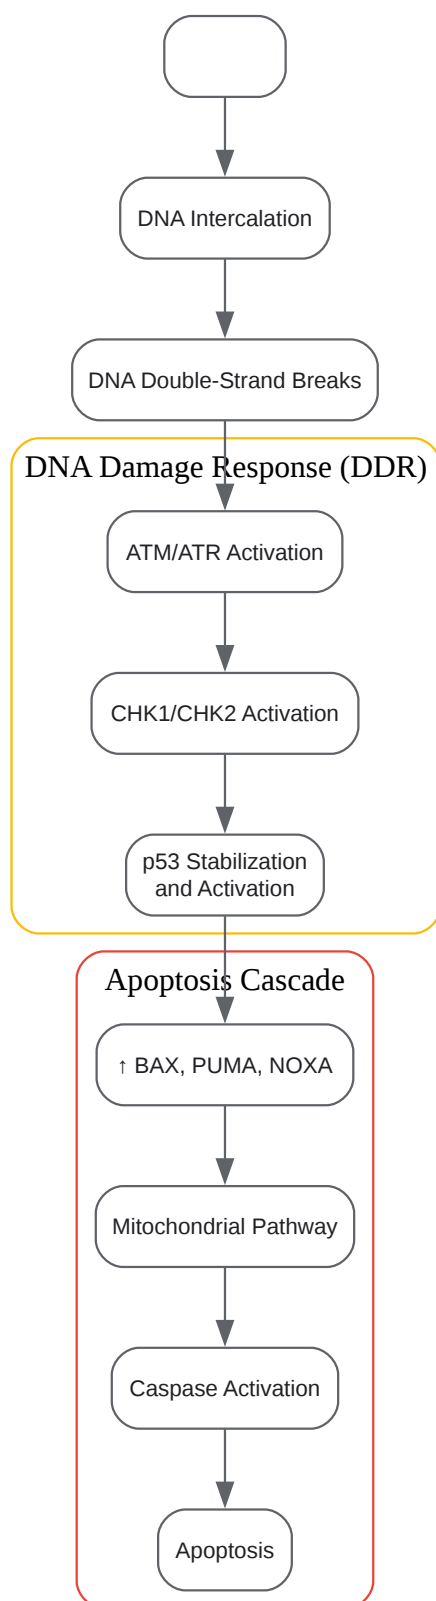 DNA Intercalation
DNA Double-Strand Breaks
DNA Damage Response (DDR)
ATM/ATR Activation
CHK1/CHK2 Activation
p53 Stabilization
and Activation
Apoptosis Cascade
↑ BAX, PUMA, NOXA
Mitochondrial Pathway
Caspase Activation
Apoptosis